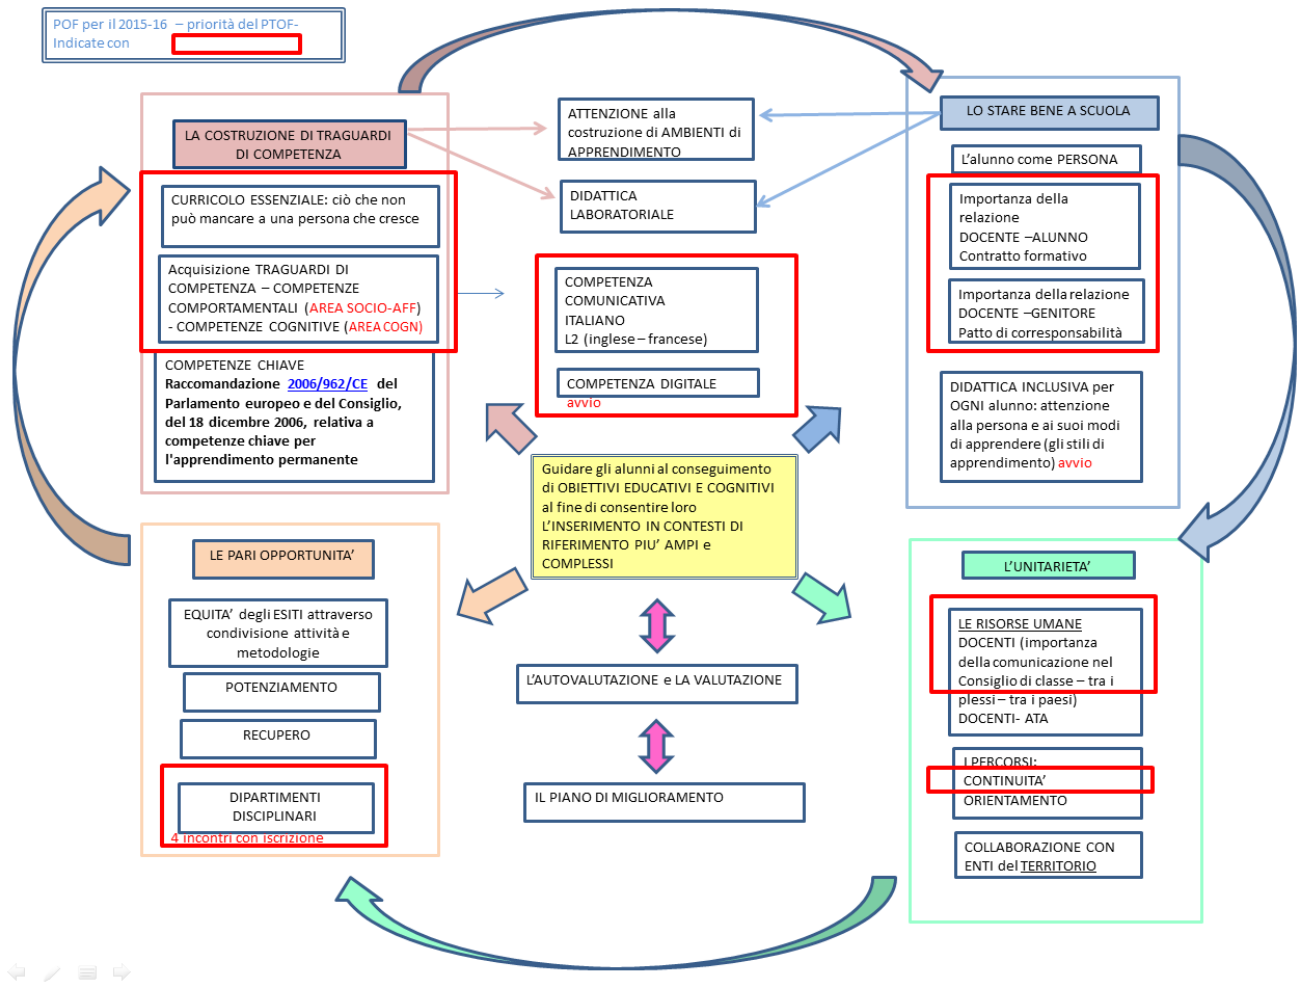 POF per il 2015-16 – priorità del PTOF-
Indicate con
LA COSTRUZIONE DI TRAGUARDI
DI COMPETENZA
CURRICOLO ESSENZIALE: ciò che non
può mancare a una persona che cresce
Acquisizione TRAGUARDI DI
COMPETENZA – COMPETENZE
COMPORTAMENTALI (AREA SOCIO-AFF)
- COMPETENZE COGNITIVE (AREA COGN)
COMPETENZE CHIAVE
Raccomandazione 2006/962/CE del
Parlamento europeo e del Consiglio,
del 18 dicembre 2006, relativa a
competenze chiave per
l'apprendimento permanente
ATTENZIONE alla
costruzione di AMBIENTI di
APPRENDIMENTO
DIDATTICA
LABORATORIALE
COMPETENZA
COMUNICATIVA
ITALIANO
L2 (inglese – francese)
COMPETENZA DIGITALE
avvio
LO STARE BENE A SCUOLA
L'alunno come PERSONA
Importanza della
relazione
DOCENTE –ALUNNO
Contratto formativo
Importanza della relazione
DOCENTE –GENITORE
Patto di corresponsabilità
DIDATTICA INCLUSIVA per
OGNI alunno: attenzione
alla persona e ai suoi modi
di apprendere (gli stili di
apprendimento) avvio
Guidare gli alunni al conseguimento
di OBIETTIVI EDUCATIVI E COGNITIVI
al fine di consentire loro
L'INSERIMENTO IN CONTESTI DI
RIFERIMENTO PIU' AMPI e
COMPLESSI
LE PARI OPPORTUNITA'
EQUITA' degli ESITI attraverso
condivisione attività e
metodologie
POTENZIAMENTO
RECUPERO
DIPARTIMENTI
DISCIPLINARI
4 incontri con iscrizione
L'AUTOVALUTAZIONE e LA VALUTAZIONE
IL PIANO DI MIGLIORAMENTO
L'UNITARIETA'
LE RISORSE UMANE
DOCENTI (importanza
della comunicazione nel
Consiglio di classe – tra i
plessi – tra i paesi)
DOCENTI- ATA
I PERCORSI:
CONTINUITA'
ORIENTAMENTO
COLLABORAZIONE CON
ENTI del TERRITORIO